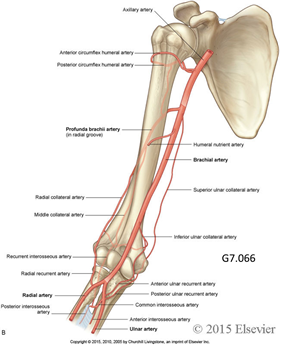 Axillary artery
Anterior circumflex humeral artery
Posterior circumflex humeral artery
Profunda brachii artery
(in radial groove)
Humeral nutrient artery
Brachial artery
Superior ulnar collateral artery
Radial collateral artery
Middle collateral artery
Inferior ulnar collateral artery
Recurrent interosseous artery
G7.066
Radial recurrent artery
Anterior ulnar recurrent artery
Radial artery
Posterior ulnar recurrent artery
Posterior interosseous
artery
Common interosseous artery
Anterior interosseous artery
Ulnar artery
B
© 2015 Elsevier
Copyright © 2015, 2010, 2005 by Churchill Livingstone, an imprint of Elsevier Inc.